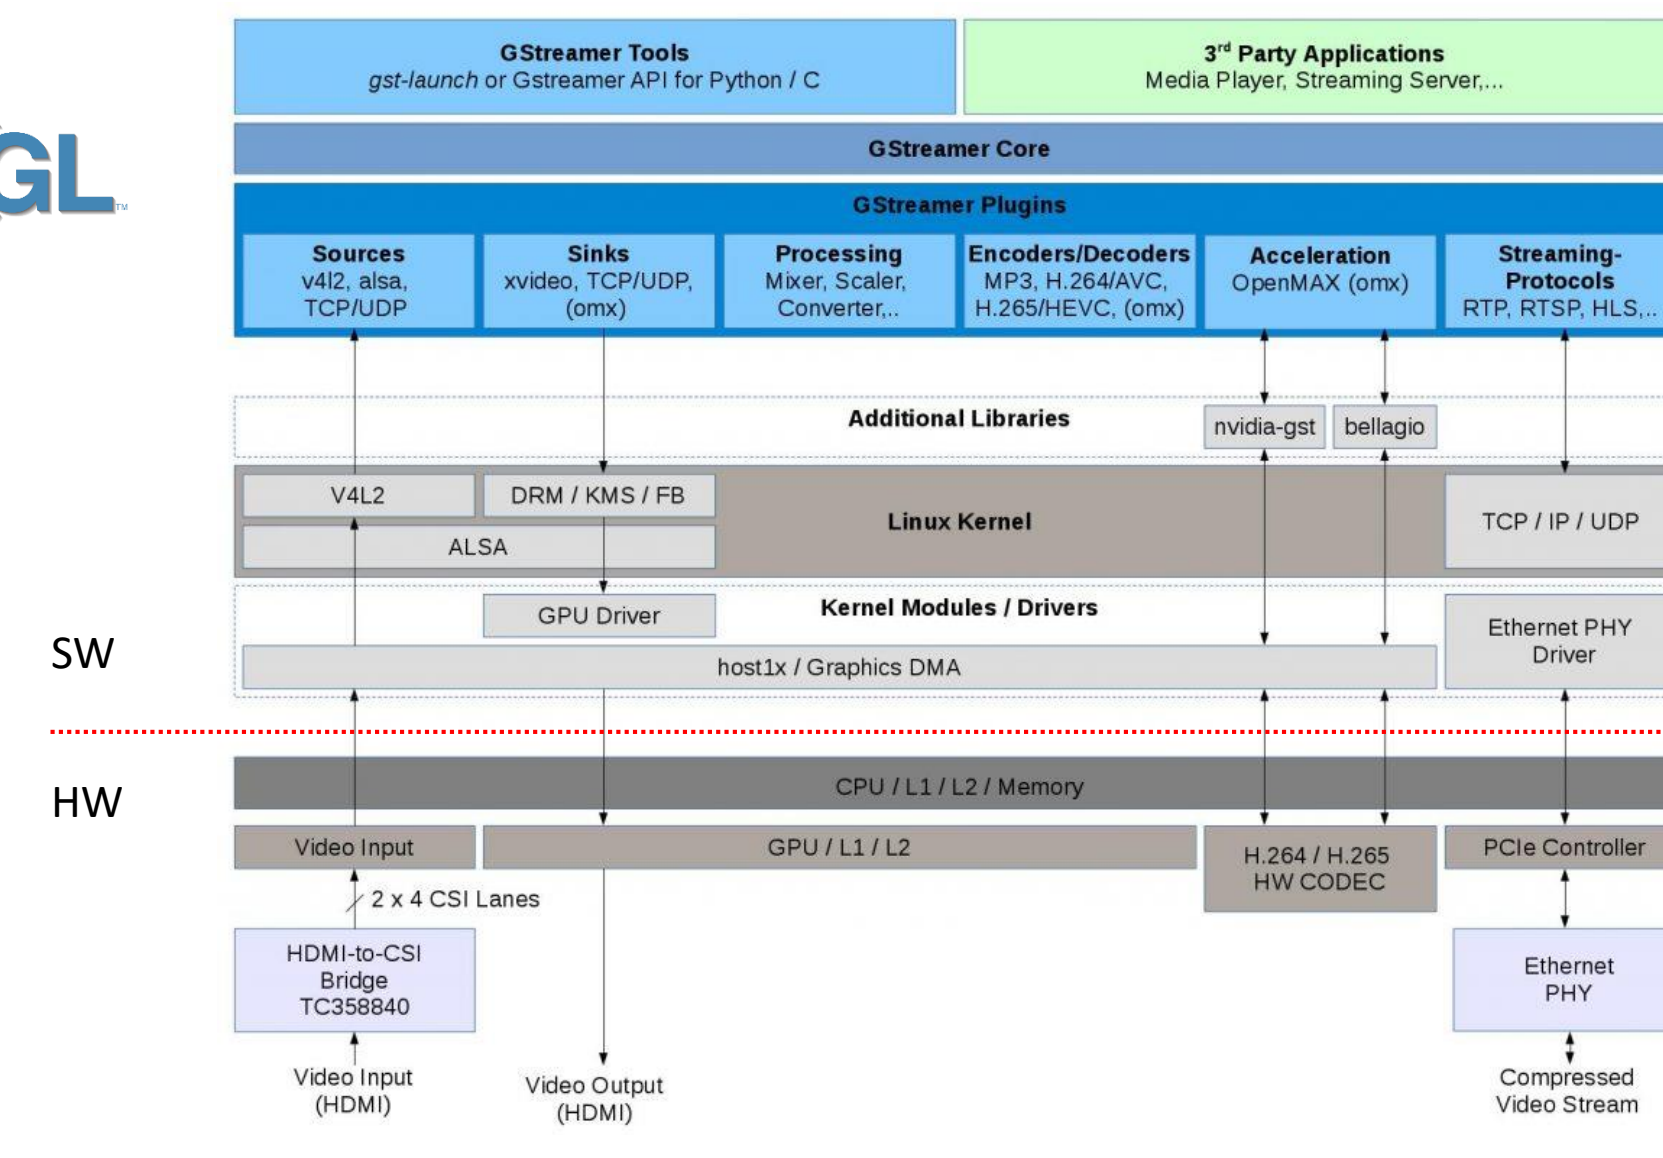 GStreamer Tools
gst-launch or Gstreamer API for Python / C
3rd Party Applications
Media Player, Streaming Server,...
GL
TM
GStreamer Core
GStreamer Plugins
Sources
v4l2, alsa,
TCP/UDP
Sinks
xvideo, TCP/UDP,
(omx)
Processing
Mixer, Scaler,
Converter,..
Encoders/Decoders
MP3, H.264/AVC,
H.265/HEVC, (omx)
Acceleration
OpenMAX (omx)
Streaming-
Protocols
RTP, RTSP, HLS,..
Additional Libraries
nvidia-gst
bellagio
V4L2
DRM / KMS / FB
ALSA
Linux Kernel
TCP / IP / UDP
GPU Driver
Kernel Modules / Drivers
Ethernet PHY
Driver
host1x / Graphics DMA
SW
HW
CPU / L1 / L2 / Memory
Video Input
GPU / L1 / L2
H.264 / H.265
HW CODEC
PCIe Controller
2 x 4 CSI Lanes
HDMI-to-CSI
Bridge
TC358840
Ethernet
PHY
Video Input
(HDMI)
Video Output
(HDMI)
Compressed
Video Stream